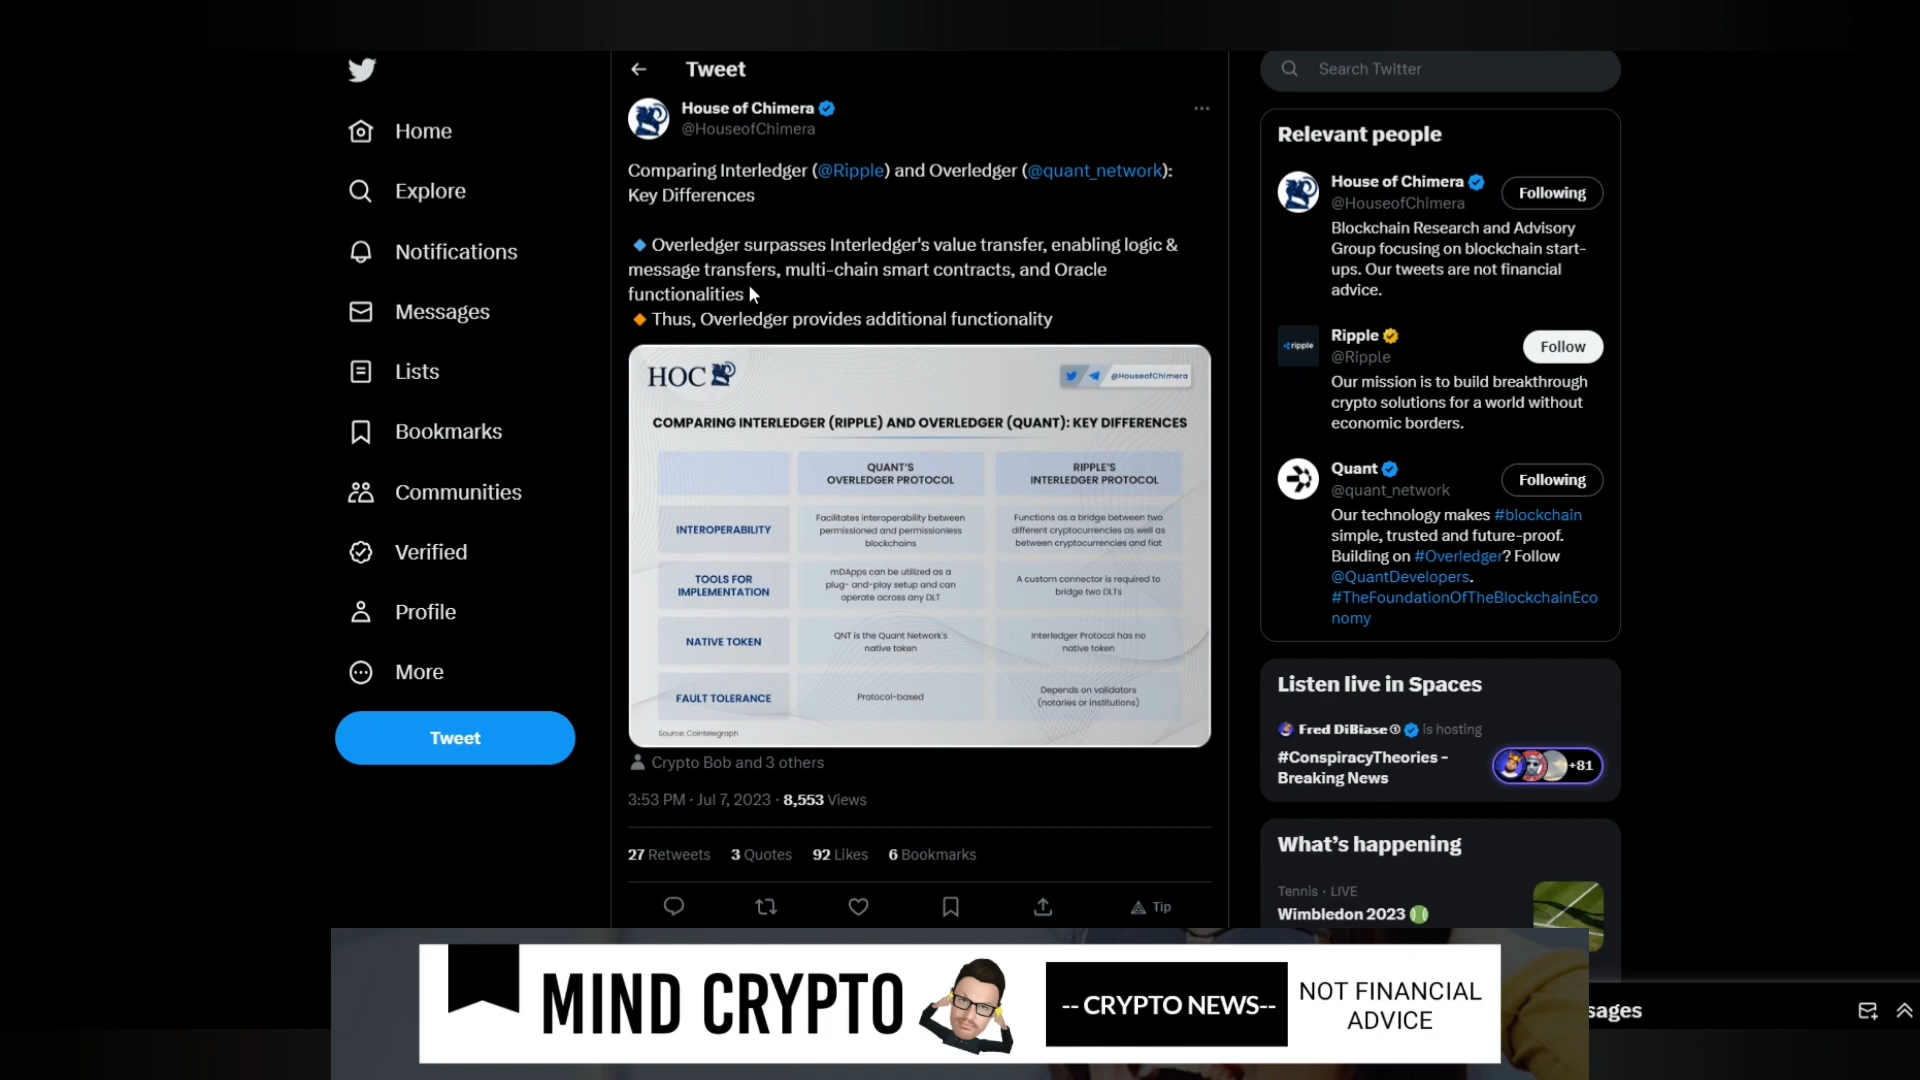 Home
Explore
Notifications
Messages
Lists
Bookmarks
Communities
Verified
Profile
More
Tweet
Tweet
House of Chimera
@HouseofChimera
Comparing Interledger (@Ripple) and Overledger (@quant_network):
Key Differences
🔹Overledger surpasses Interledger's value transfer, enabling logic &
message transfers, multi-chain smart contracts, and Oracle
functionalities
🔸Thus, Overledger provides additional functionality
HOC
@HouseofChimera
COMPARING INTERLEDGER (RIPPLE) AND OVERLEDGER (QUANT): KEY DIFFERENCES
QUANT'S
OVERLEDGER PROTOCOL
RIPPLE'S
INTERLEDGER PROTOCOL
INTEROPERABILITY
Facilitates interoperability between
permissioned and permissionless
blockchains
Functions as a bridge between two
different cryptocurrencies as well as
between cryptocurrencies and fiat
TOOLS FOR
IMPLEMENTATION
mDApps can be utilized as a
plug- and-play setup and can
operate across any DLT
A custom connector is required to
bridge two DLTs
NATIVE TOKEN
QNT is the Quant Network's
native token
Interledger Protocol has no
native token
FAULT TOLERANCE
Protocol-based
Depends on validators
(notaries or institutions)
Source: Cointelegraph
Crypto Bob and 3 others
3:53 PM · Jul 7, 2023 · 8,553 Views
27 Retweets 3 Quotes 92 Likes 6 Bookmarks
Tip
Search Twitter
Relevant people
House of Chimera
@HouseofChimera
Following
Blockchain Research and Advisory
Group focusing on blockchain start-
ups. Our tweets are not financial
advice.
ripple
Ripple
@Ripple
Follow
Our mission is to build breakthrough
crypto solutions for a world without
economic borders.
Quant
@quant_network
Following
Our technology makes #blockchain
simple, trusted and future-proof.
Building on #Overledger? Follow
@QuantDevelopers.
#TheFoundationOfTheBlockchainEco
nomy
Listen live in Spaces
Fred DiBiase is hosting
#ConspiracyTheories -
Breaking News
+81
What's happening
Tennis · LIVE
Wimbledon 2023
sages
MIND CRYPTO
-- CRYPTO NEWS--
NOT FINANCIAL
ADVICE